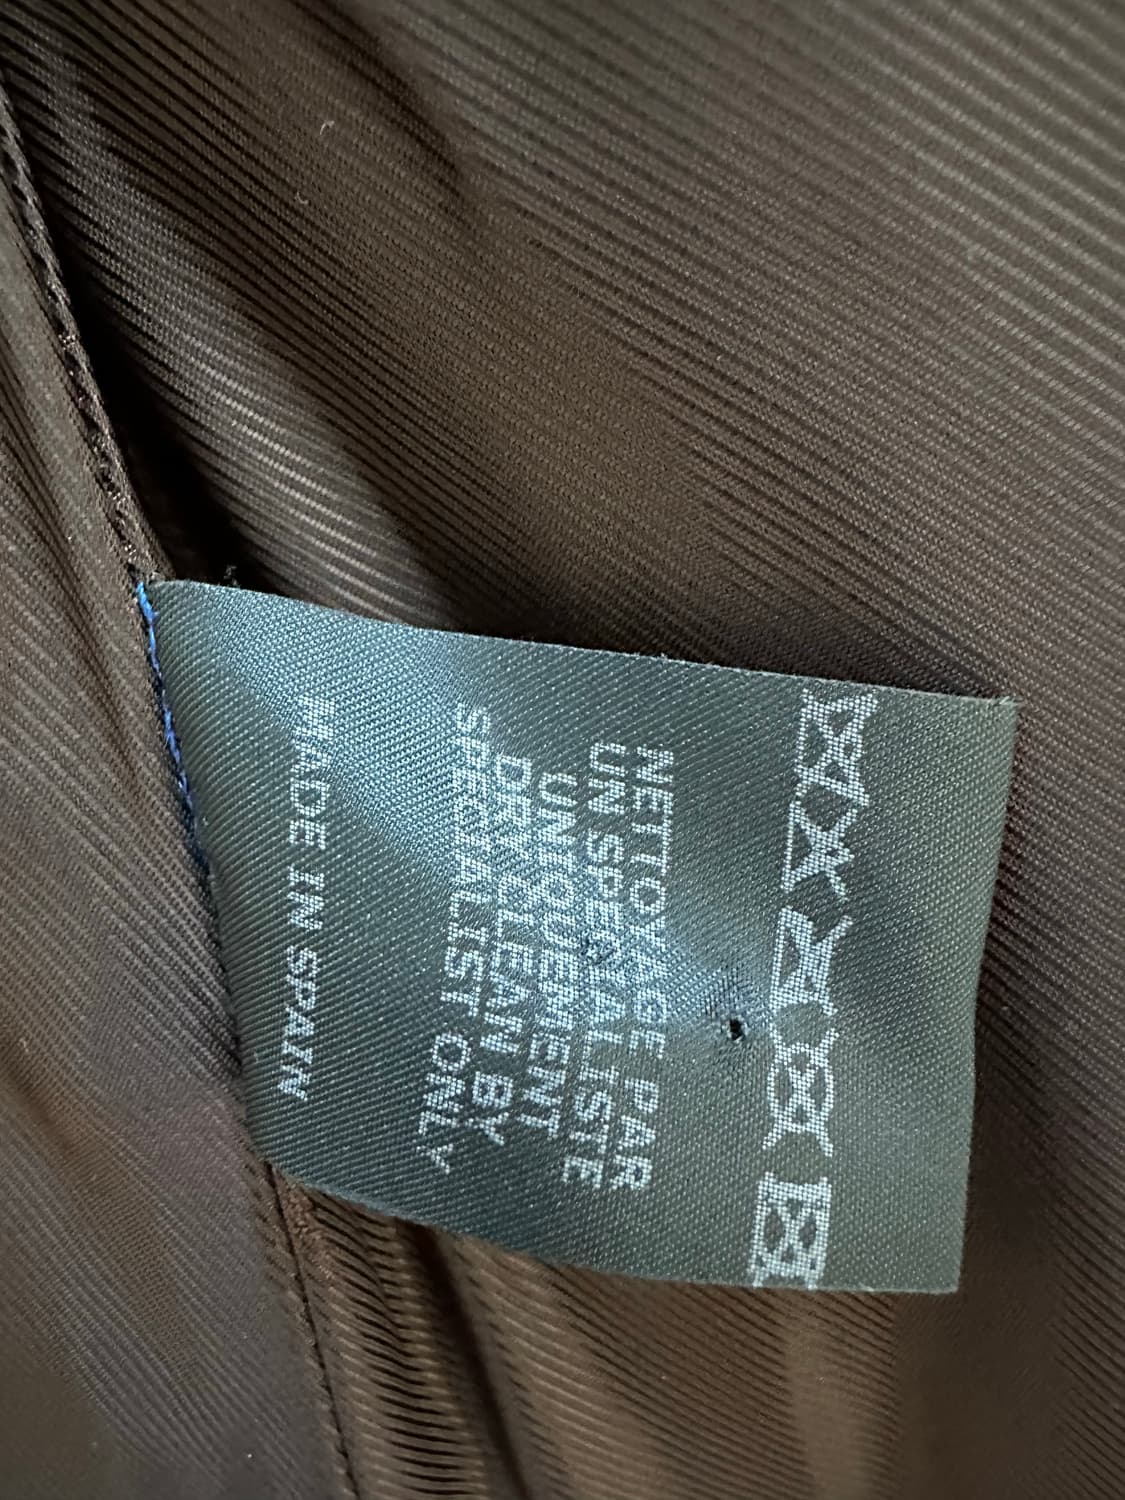 NETTOYAGE PAR
UN SPECIALISTE
UNIQUEMENT
DRY CLEAN BY
SPECIALIST ONLY
MADE IN SPAIN